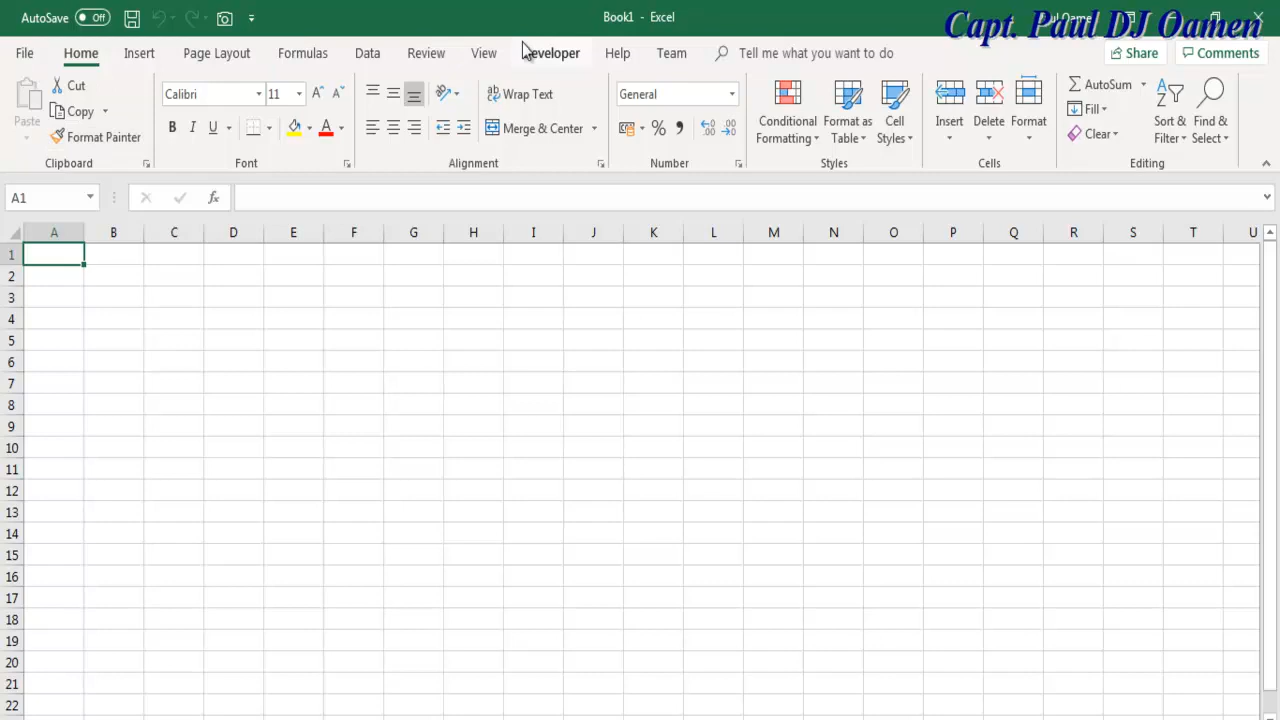 AutoSave Off
Book1 - Excel
Capt. Paul DJ Oamen
File Home Insert Page Layout Formulas Data Review View Developer Help Team Tell me what you want to do Share Comments
Paste
Cut
Copy
Format Painter
Clipboard
Calibri 11
B I U
Font
Wrap Text
Merge & Center
Alignment
General
%
Number
Conditional Formatting
Format as Table
Cell Styles
Styles
Insert
Delete
Format
Cells
AutoSum
Fill
Clear
Sort & Filter
Find & Select
Editing
A1
fx
A B C D E F G H I J K L M N O P Q R S T U
1
2
3
4
5
6
7
8
9
10
11
12
13
14
15
16
17
18
19
20
21
22